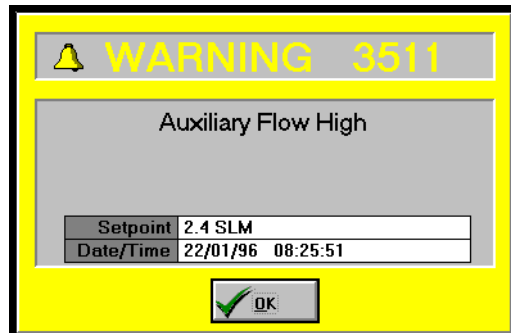 WARNING 3511
Auxiliary Flow High
Setpoint 2.4 SLM
Date/Time 22/01/96 08:25:51
OK